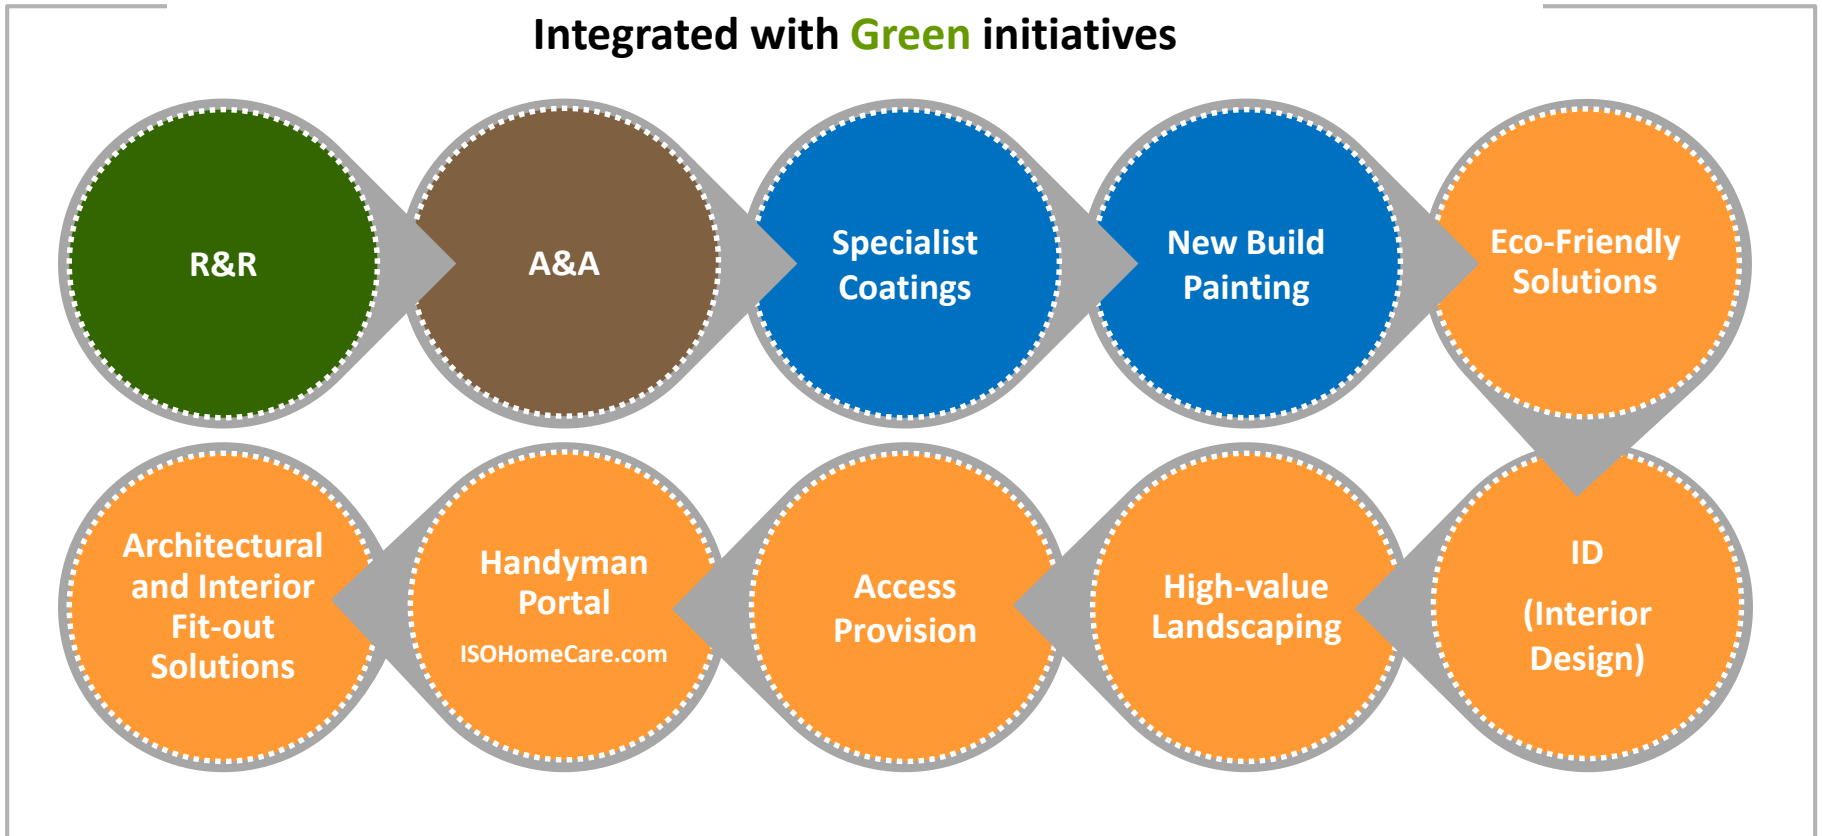 Integrated with Green initiatives
R&R
A&A
Specialist
Coatings
New Build
Painting
Eco-Friendly
Solutions
ID
(Interior
Design)
High-value
Landscaping
Access
Provision
Handyman
Portal
ISOHomeCare.com
Architectural
and Interior
Fit-out
Solutions